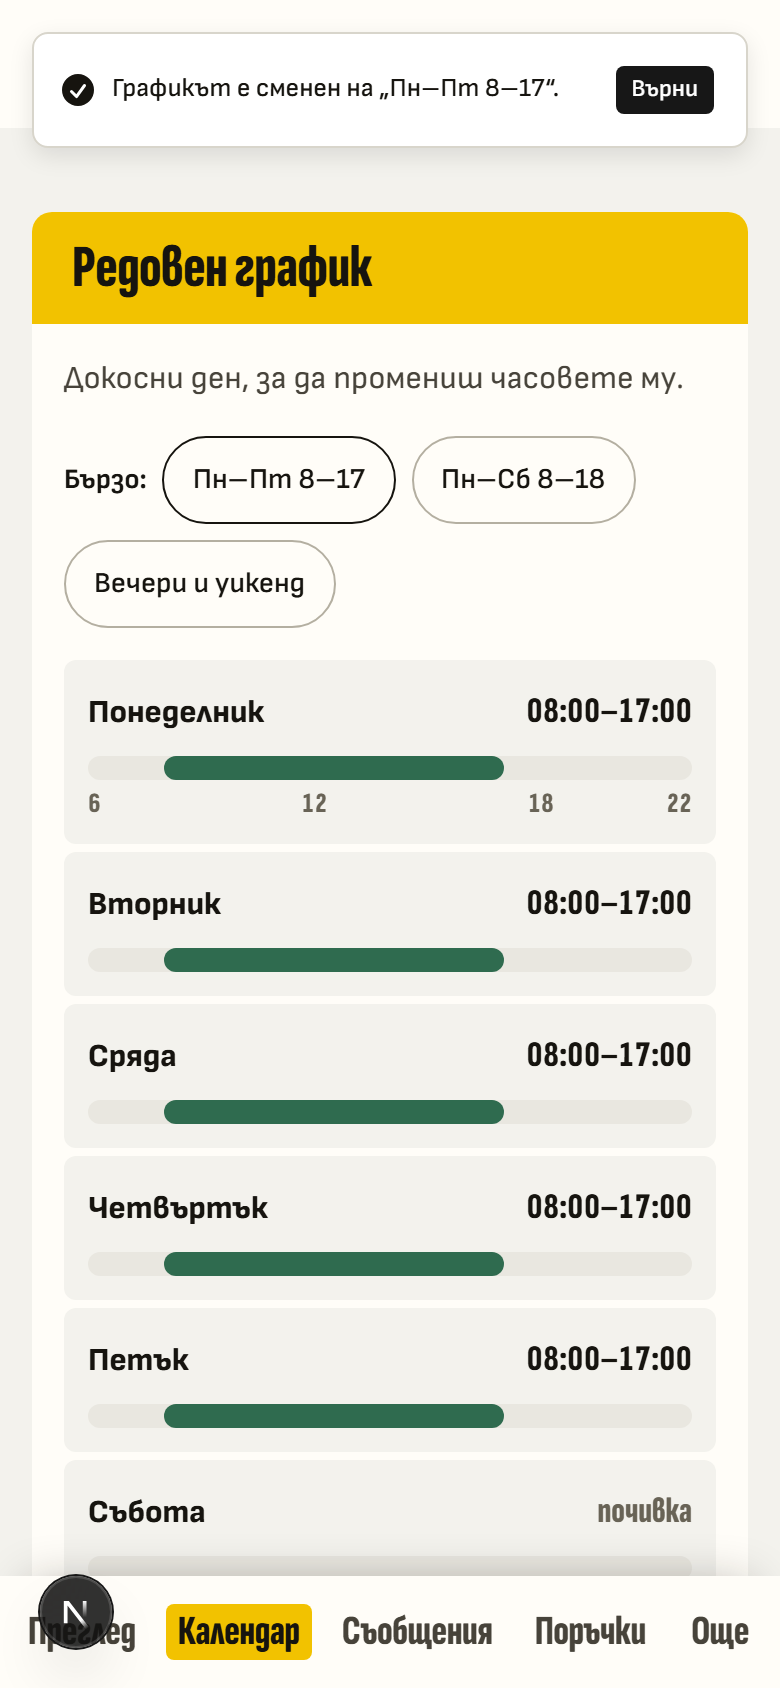 Графикът е сменен на „Пн–Пт 8–17“.
Върни
Редовен график
Докосни ден, за да промениш часовете му.
Бързо:
Пн–Пт 8–17
Пн–Сб 8–18
Вечери и уикенд
Понеделник 08:00–17:00
6 12 18 22
Вторник 08:00–17:00
Сряда 08:00–17:00
Четвъртък 08:00–17:00
Петък 08:00–17:00
Събота почивка
N
Преглед Календар Съобщения Поръчки Още